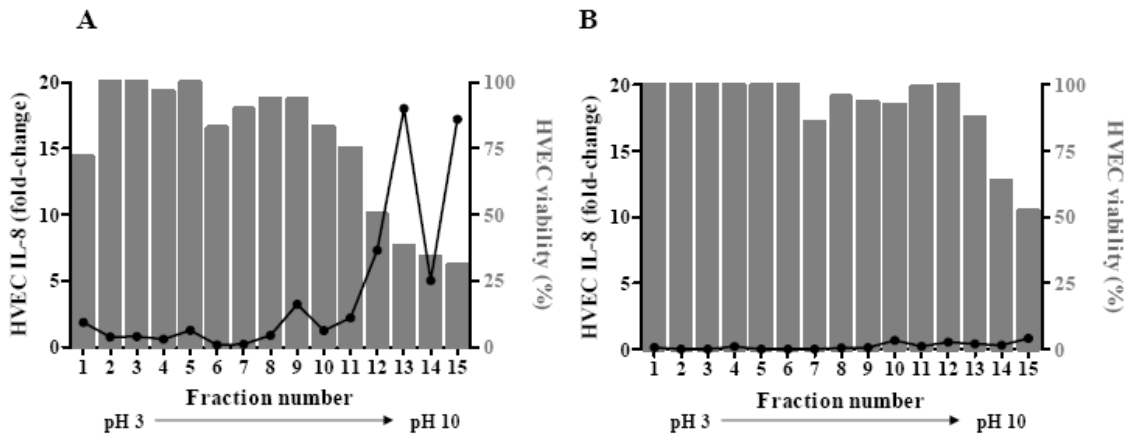 A
HVEC IL-8 (fold-change)
20
15
10
5
0
100
75
50
25
0
HVEC viability (%)
1 2 3 4 5 6 7 8 9 10 11 12 13 14 15
Fraction number
pH 3 pH 10
B
HVEC IL-8 (fold-change)
20
15
10
5
0
100
75
50
25
0
HVEC viability (%)
1 2 3 4 5 6 7 8 9 10 11 12 13 14 15
Fraction number
pH 3 pH 10